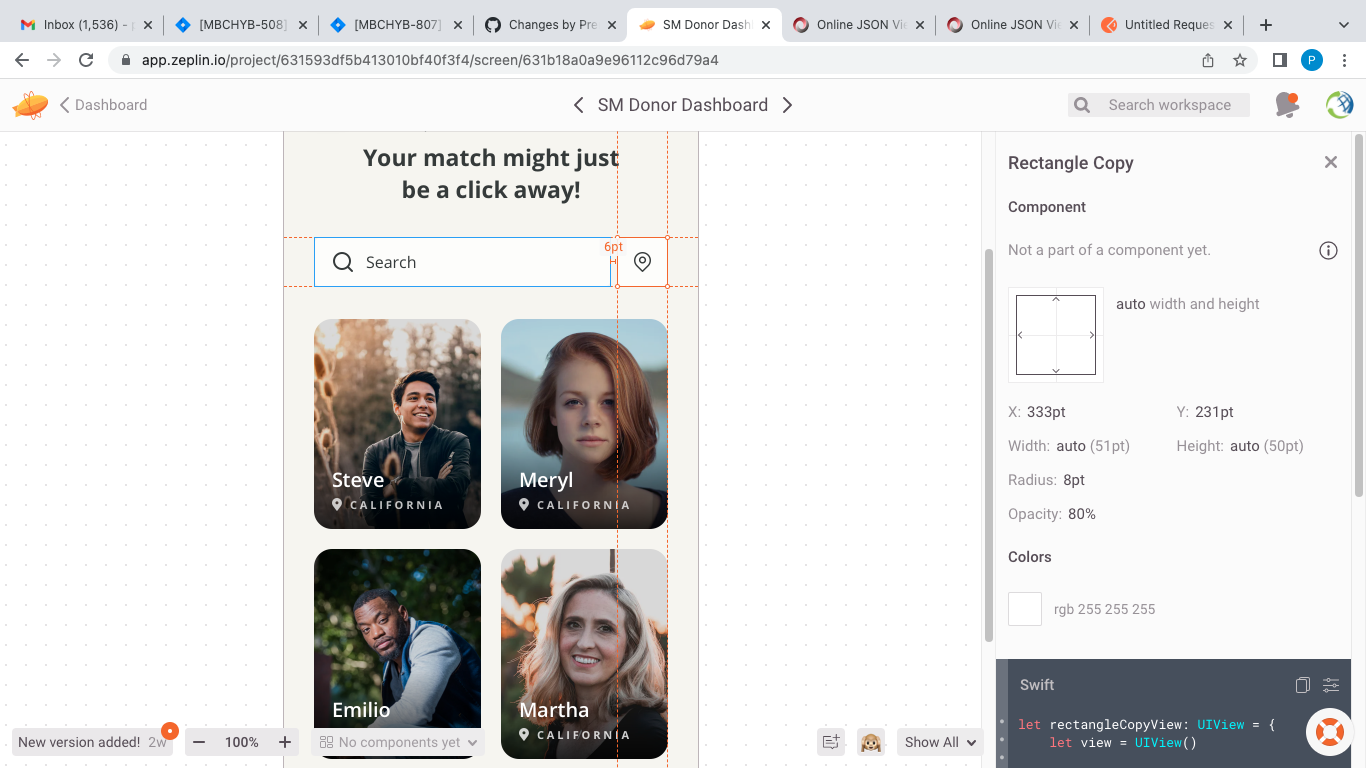 Inbox (1,536) - p
[MBCHYB-508]
[MBCHYB-807]
Changes by Pre
SM Donor Dash
Online JSON Vie
Online JSON Vie
Untitled Reques
app.zeplin.io/project/631593df5b413010bf40f3f4/screen/631b18a0a9e96112c96d79a4
P
Dashboard
SM Donor Dashboard
Search workspace
Your match might just
be a click away!
6pt
Search
Steve
CALIFORNIA
Meryl
CALIFORNIA
Emilio
Martha
CALIFORNIA
Rectangle Copy
Component
Not a part of a component yet.
auto width and height
X: 333pt
Y: 231pt
Width: auto (51pt)
Height: auto (50pt)
Radius: 8pt
Opacity: 80%
Colors
rgb 255 255 255
Swift
let rectangleCopyView: UIView = {
let view = UIView()
New version added! 2w
100%
No components yet
Show All